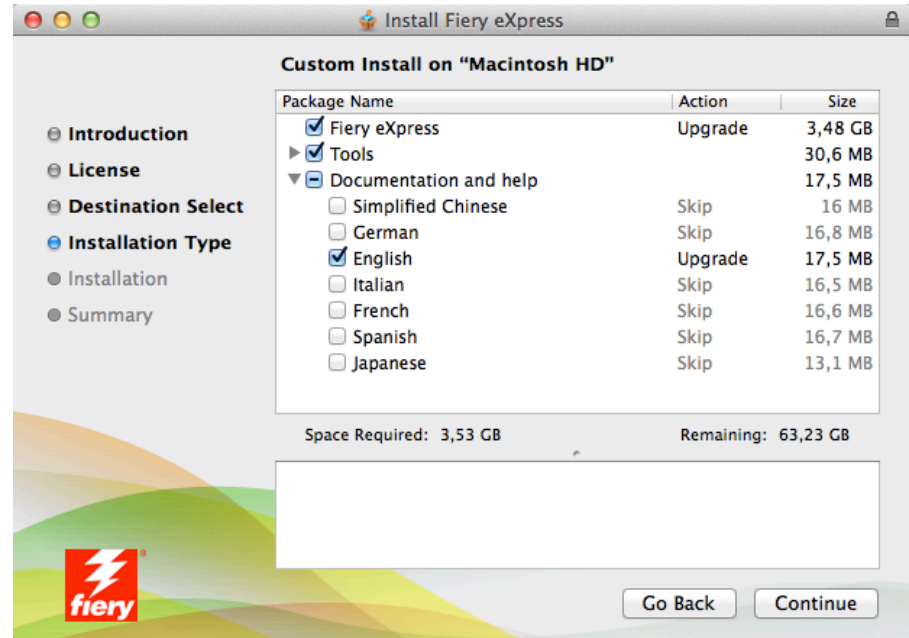 Install Fiery eXpress
Custom Install on "Macintosh HD"
Introduction
License
Destination Select
Installation Type
Installation
Summary
Package Name Action Size
Fiery eXpress Upgrade 3,48 GB
Tools 30,6 MB
Documentation and help 17,5 MB
Simplified Chinese Skip 16 MB
German Skip 16,8 MB
English Upgrade 17,5 MB
Italian Skip 16,5 MB
French Skip 16,6 MB
Spanish Skip 16,7 MB
Japanese Skip 13,1 MB
Space Required: 3,53 GB Remaining: 63,23 GB
fiery®
Go Back Continue